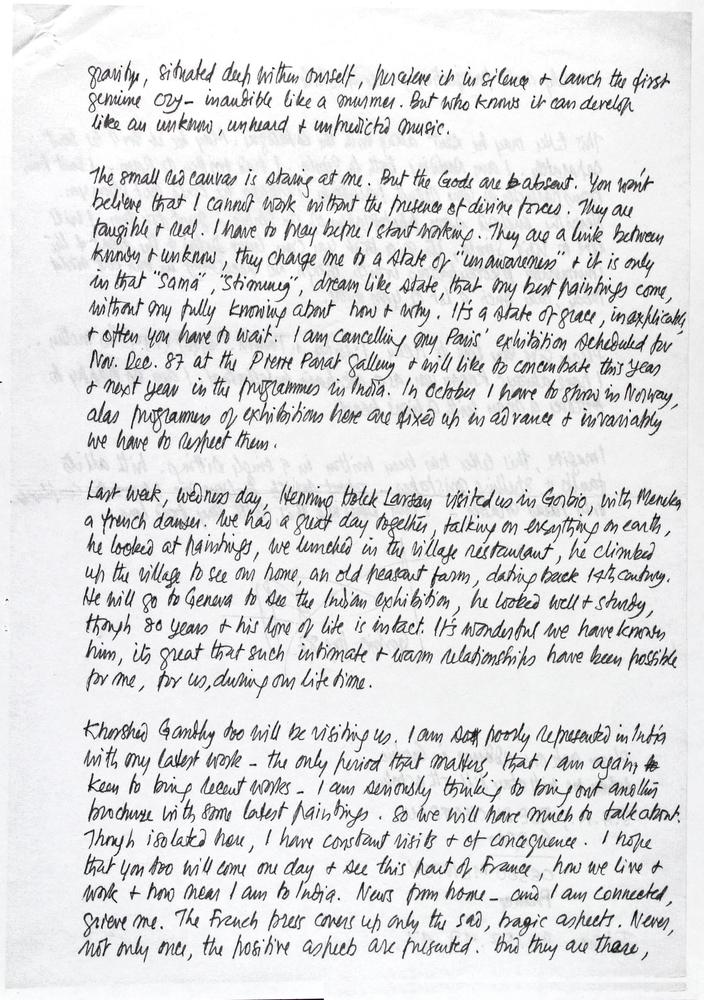 gravitye, situated deep within ourself, perceive it in silence + launch the first
genuine cry - inaudible like a murmer. But who knows it can develop
like an unknow, unheard + unpredicted music.
The small red canvas is staring at me. But the Gods are absent. You won't
believe that I cannot work without the presence of divine forces. They are
tangible + real. I have to pray before I start working. They are a link between
known + unknow, they charge me to a state of "unawareness" + it is only
in that "Sama", "Stimung", dream like state, that my best paintings come,
without my fully knowing about how + why. It's a state of grace, inexplicable
+ often you have to wait. I am cancelling my Paris' exhibition scheduled for
Nov. Dec. 87 at the Pierre Parat gallery + will like to concentrate this year
+ next year in the programmes in India. In October I have to show in Norway,
alas programmers of exhibitions here are fixed up in advance + invariably
we have to respect them.
Last week, wednesday, Henning Holck Larsen visited us in Gorbio, with Menaka
a french danser. We had a great day together, talking on everything on earth,
he looked at paintings, we lunched in the village restaurant, he climbed
up the village to see our home, an old peasant farm, dating back 14th century.
He will go to Geneva to see the Indian exhibition, he looked well + sturdy,
though 80 years + his love of life is intact. It's wonderful we have known
him, its great that such intimate + warm relationships have been possible
for me, for us, during our life time.
Khorshed Gandhy too will be visiting us. I am poorly represented in India
with my latest work - the only period that matters, that I am again
keen to bring recent works - I am seriously thinking to bring out another
brochure with some latest paintings. So we will have much to talk about.
Though isolated here, I have constant visits + of concequence. I hope
that you too will come one day + see this part of France, how we live +
work + how near I am to India. News from home - and I am connected,
grieve me. The French press covers up only the sad, tragic aspects. Never,
not only once, the positive aspects are presented. And they are there,